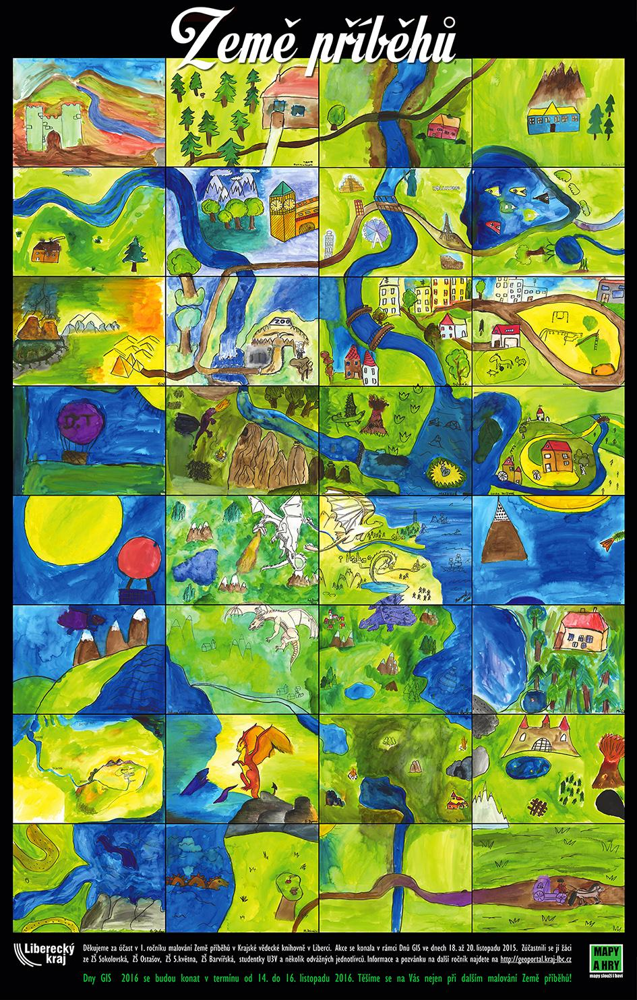 Země příběhů
HOLLYWOOD
ZOO
D.T
Liberecký
kraj
Děkujeme za účast v 1. ročníku malování Země příběhů v Krajské vědecké knihovně v Liberci. Akce se konala v rámci Dnů GIS ve dnech 18. až 20. listopadu 2015. Zúčastnili se jí žáci
ze ZŠ Sokolovská, ZŠ Ostašov, ZŠ 5.května, ZŠ Barvířská, studentky U3V a několik odvážných jednotlivců. Informace a pozvánku na další ročník najdete na http://geoportal.kraj-lbc.cz
Dny GIS 2016 se budou konat v termínu od 14. do 16. listopadu 2016. Těšíme se na Vás nejen při dalším malování Země příběhů!
MAPY
A HRY
mapy slouží i baví